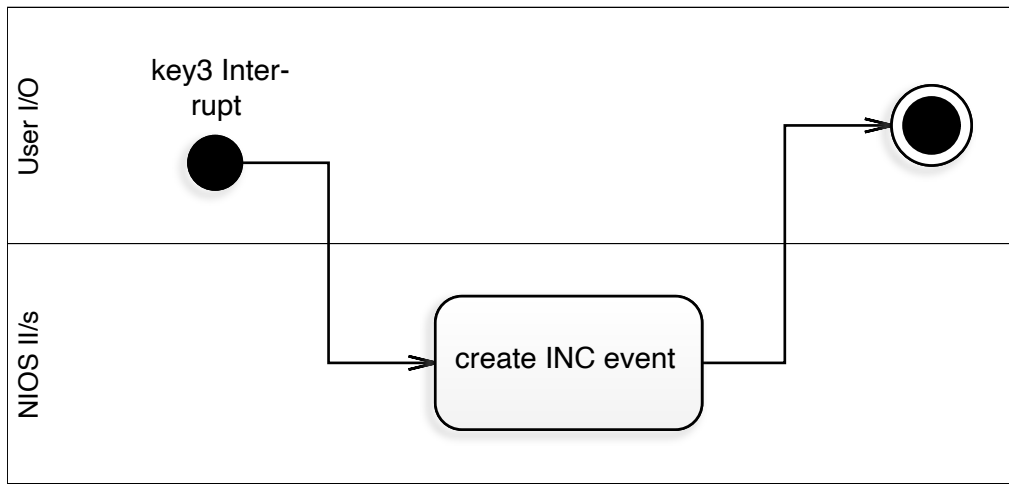 User I/O
key3 Inter-
rupt
NIOS II/s
create INC event